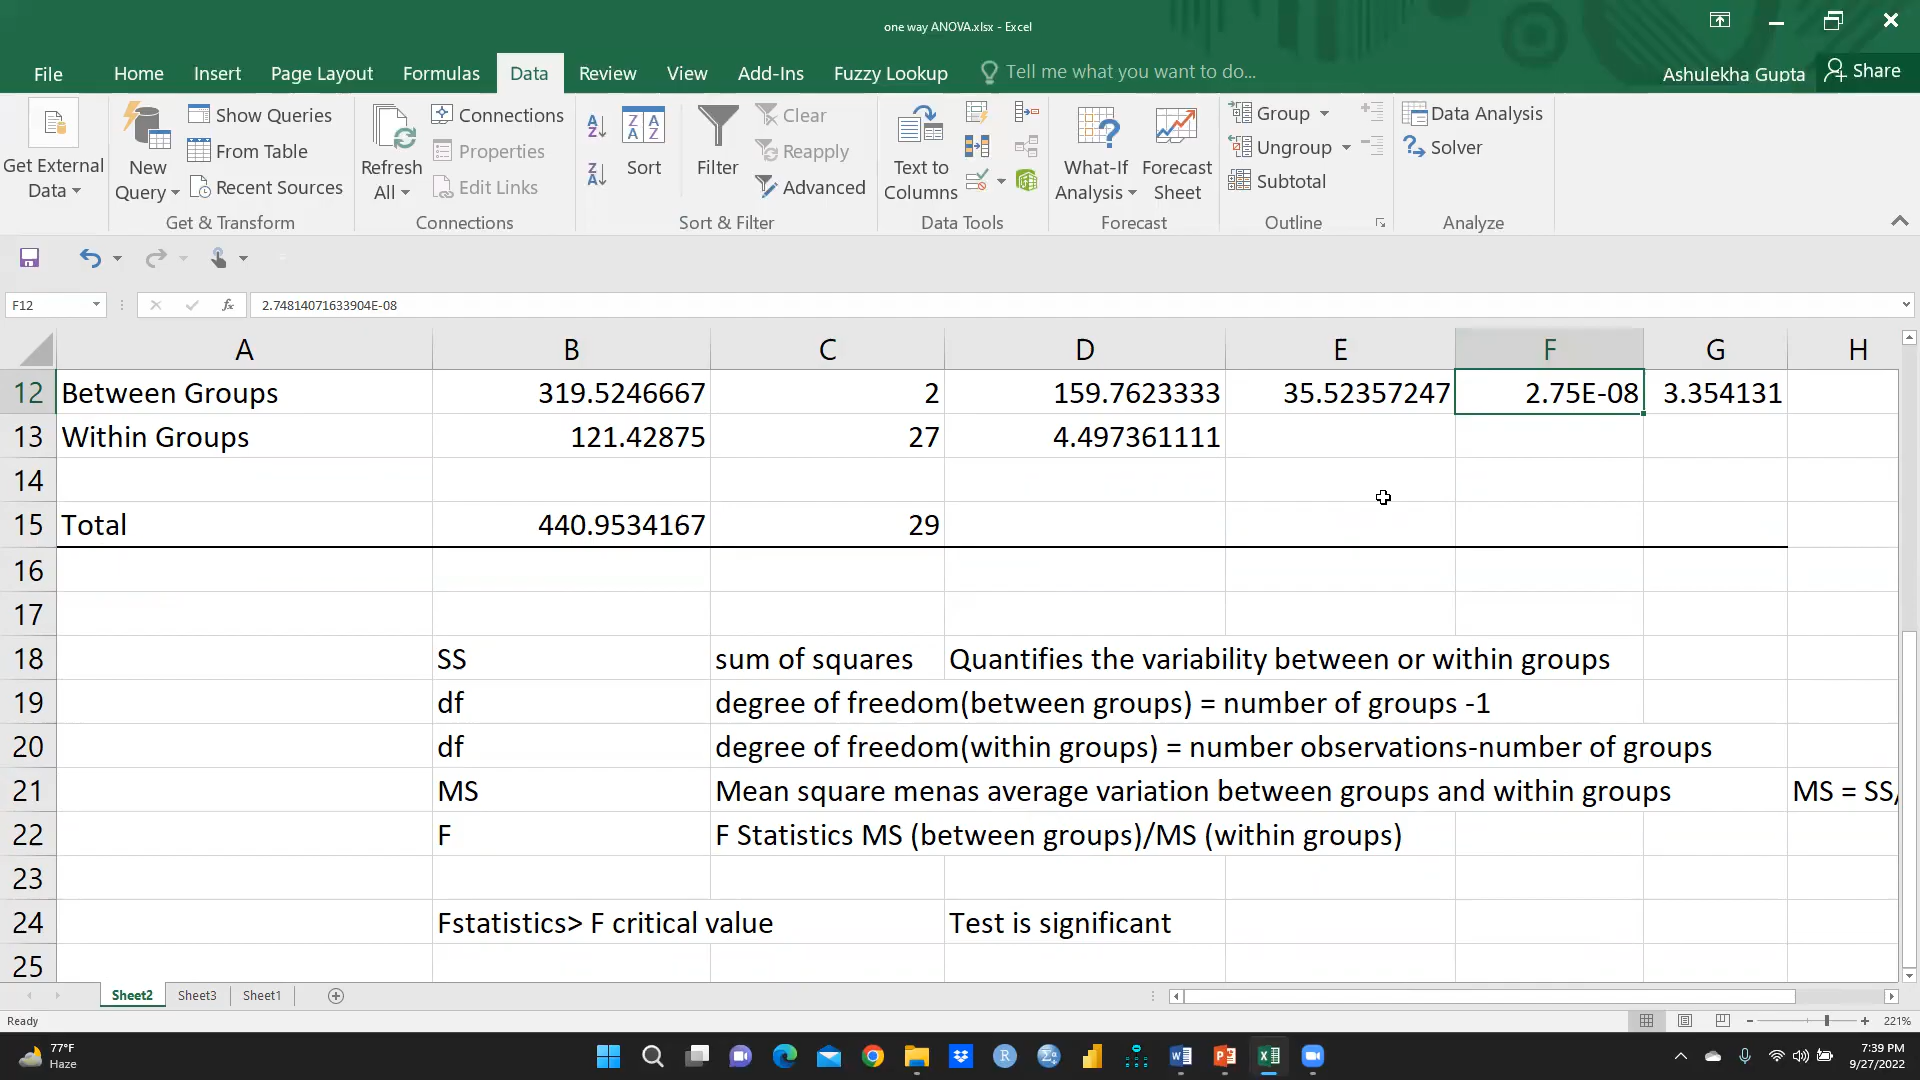 one way ANOVA.xlsx - Excel
File Home Insert Page Layout Formulas Data Review View Add-Ins Fuzzy Lookup Tell me what you want to do... Ashulekha Gupta Share
Get External Data
New Query
Show Queries
From Table
Recent Sources
Get & Transform
Refresh All
Connections
Properties
Edit Links
Connections
Sort
Filter
Clear
Reapply
Advanced
Sort & Filter
Text to Columns
Data Tools
What-If Analysis
Forecast Sheet
Forecast
Group
Ungroup
Subtotal
Outline
Data Analysis
Solver
Analyze
F12 fx 2.74814071633904E-08
A B C D E F G H
12 Between Groups 319.5246667 2 159.7623333 35.52357247 2.75E-08 3.354131
13 Within Groups 121.42875 27 4.497361111
14
15 Total 440.9534167 29
16
17
18 SS sum of squares Quantifies the variability between or within groups
19 df degree of freedom(between groups) = number of groups -1
20 df degree of freedom(within groups) = number observations-number of groups
21 MS Mean square menas average variation between groups and within groups MS = SS/
22 F F Statistics MS (between groups)/MS (within groups)
23
24 Fstatistics> F critical value Test is significant
25
Sheet2 Sheet3 Sheet1
Ready 221%
77°F
Haze
7:39 PM
9/27/2022